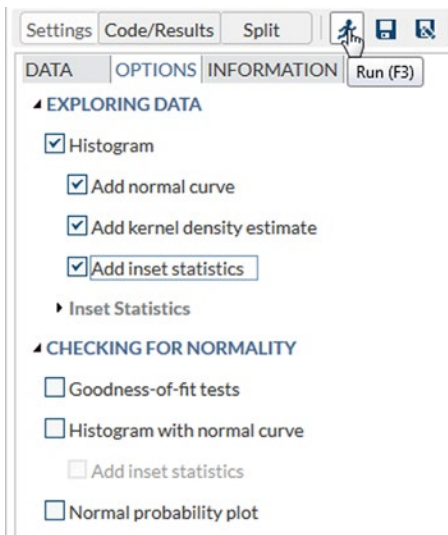 Settings Code/Results Split
DATA OPTIONS INFORMATION Run (F3)
EXPLORING DATA
Histogram
Add normal curve
Add kernel density estimate
Add inset statistics
Inset Statistics
CHECKING FOR NORMALITY
Goodness-of-fit tests
Histogram with normal curve
Add inset statistics
Normal probability plot